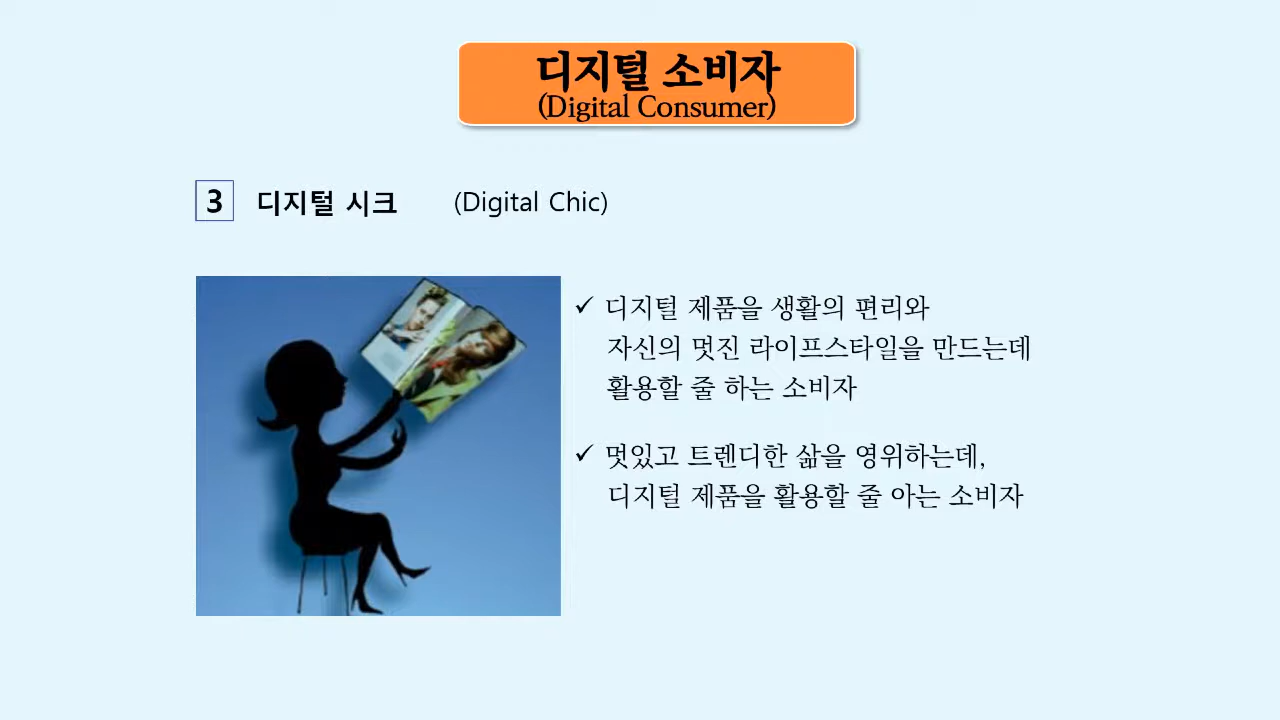 디지털 소비자
(Digital Consumer)
3 디지털 시크 (Digital Chic)
✓ 디지털 제품을 생활의 편리와
자신의 멋진 라이프스타일을 만드는데
활용할 줄 하는 소비자
✓ 멋있고 트렌디한 삶을 영위하는데,
디지털 제품을 활용할 줄 아는 소비자